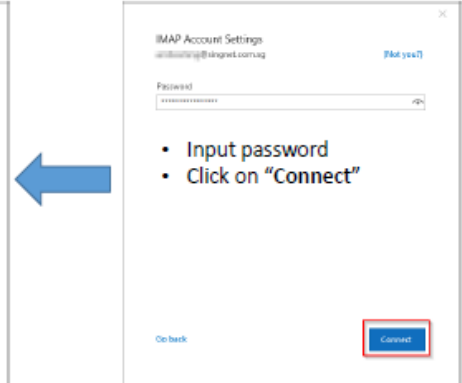 IMAP Account Settings
@singnet.com.sg
(Not you?)
Password
• Input password
• Click on “Connect”
Go back
Connect